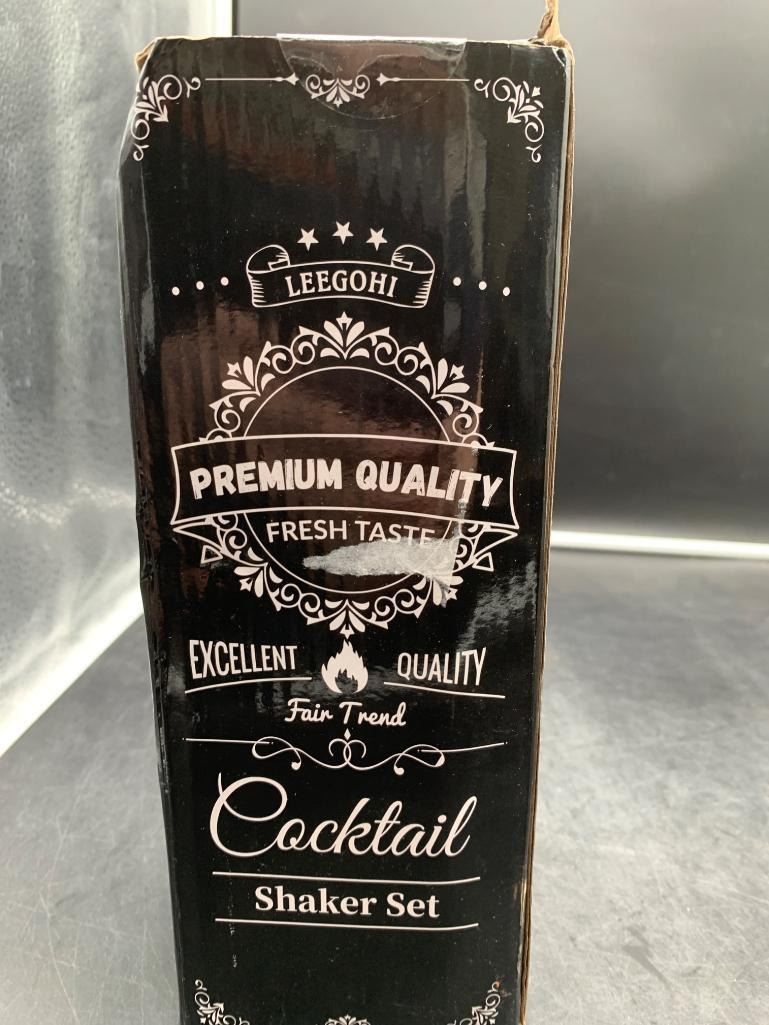 LEEGOHI
PREMIUM QUALITY
FRESH TASTE
EXCELLENT QUALITY
Fair Trend
Cocktail
Shaker Set